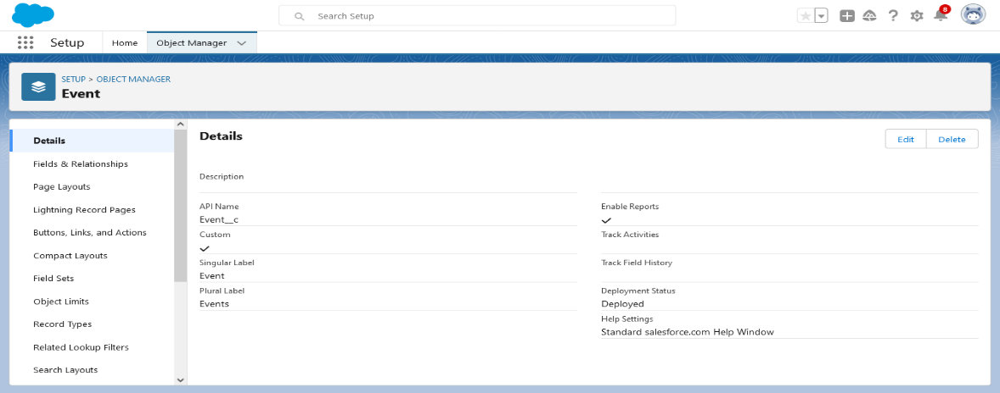 Search Setup
8
Setup
Home
Object Manager
SETUP > OBJECT MANAGER
Event
Details
Fields & Relationships
Page Layouts
Lightning Record Pages
Buttons, Links, and Actions
Compact Layouts
Field Sets
Object Limits
Record Types
Related Lookup Filters
Search Layouts
Details
Edit
Delete
Description
API Name
Event__c
Custom
Singular Label
Event
Plural Label
Events
Enable Reports
Track Activities
Track Field History
Deployment Status
Deployed
Help Settings
Standard salesforce.com Help Window